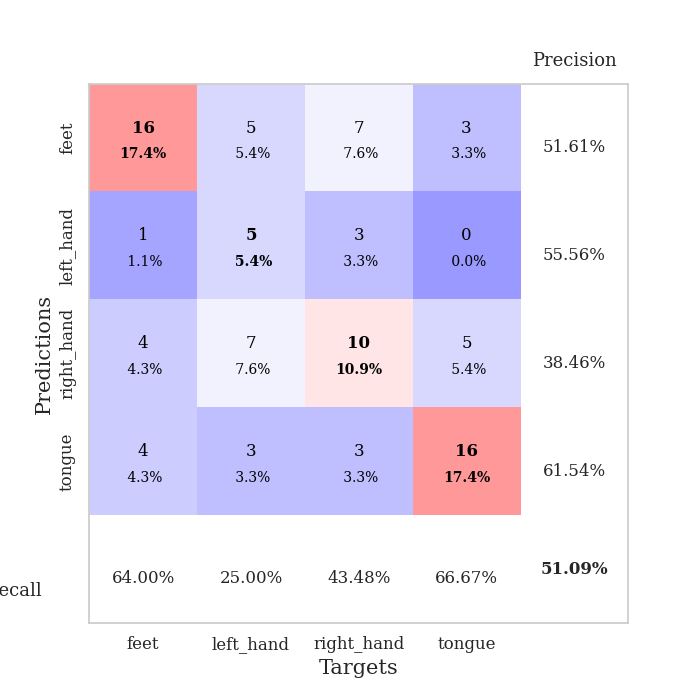 Precision
feet
16 5 7 3
17.4% 5.4% 7.6% 3.3%
51.61%
left_hand
1 5 3 0
1.1% 5.4% 3.3% 0.0%
55.56%
Predictions
right_hand
4 7 10 5
4.3% 7.6% 10.9% 5.4%
38.46%
tongue
4 3 3 16
4.3% 3.3% 3.3% 17.4%
61.54%
ecall
64.00% 25.00% 43.48% 66.67%
51.09%
feet left_hand right_hand tongue
Targets